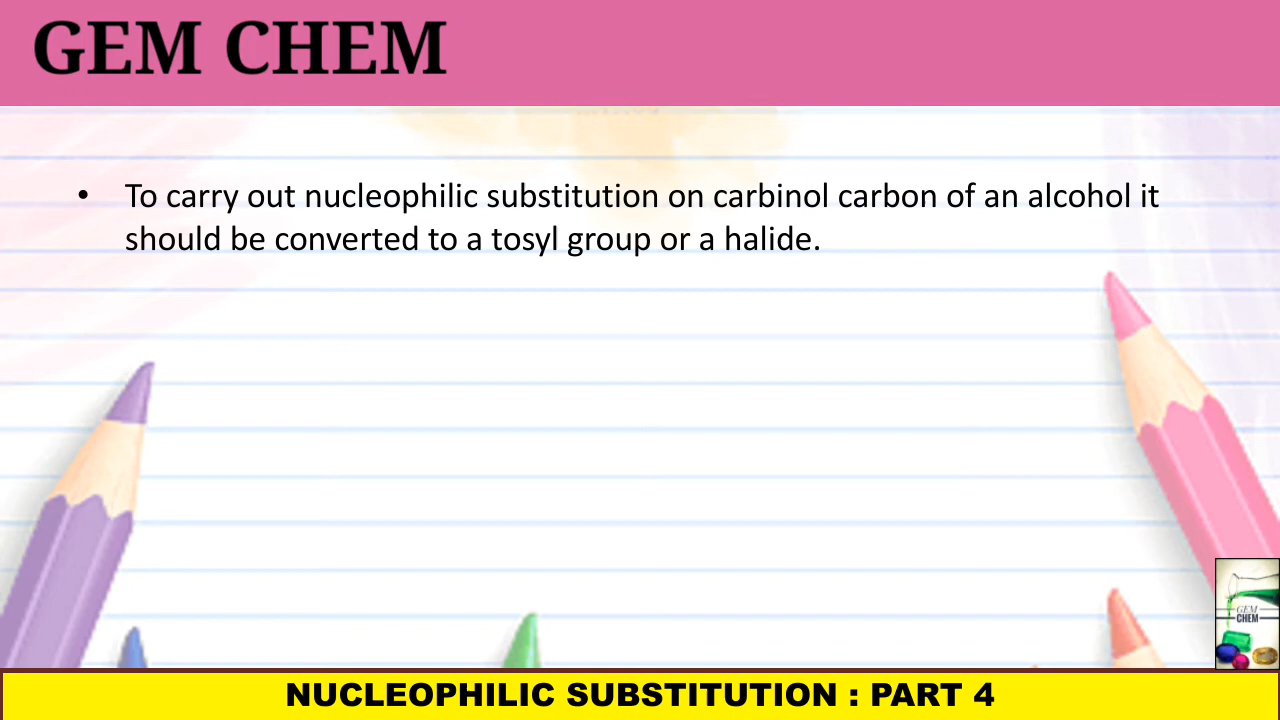 GEM CHEM
• To carry out nucleophilic substitution on carbinol carbon of an alcohol it
should be converted to a tosyl group or a halide.
GEM
CHEM
NUCLEOPHILIC SUBSTITUTION : PART 4